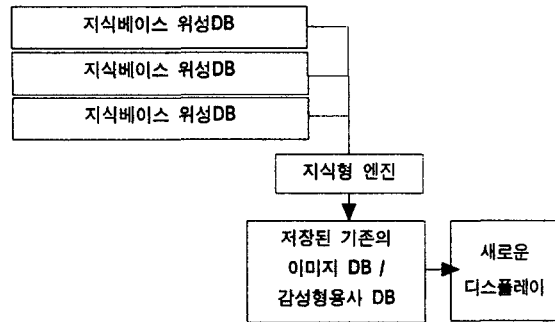 지식베이스 위성DB
지식베이스 위성DB
지식베이스 위성DB
지식형 엔진
저장된 기존의
이미지 DB /
감성형용사 DB
새로운
디스플레이